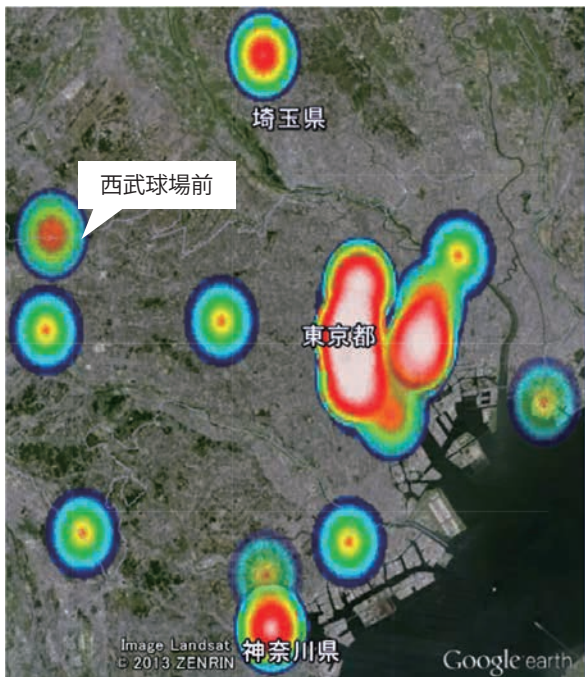 埼玉県
西武球場前
東京都
Image Landsat
© 2013 ZENRIN
神奈川県
Google earth